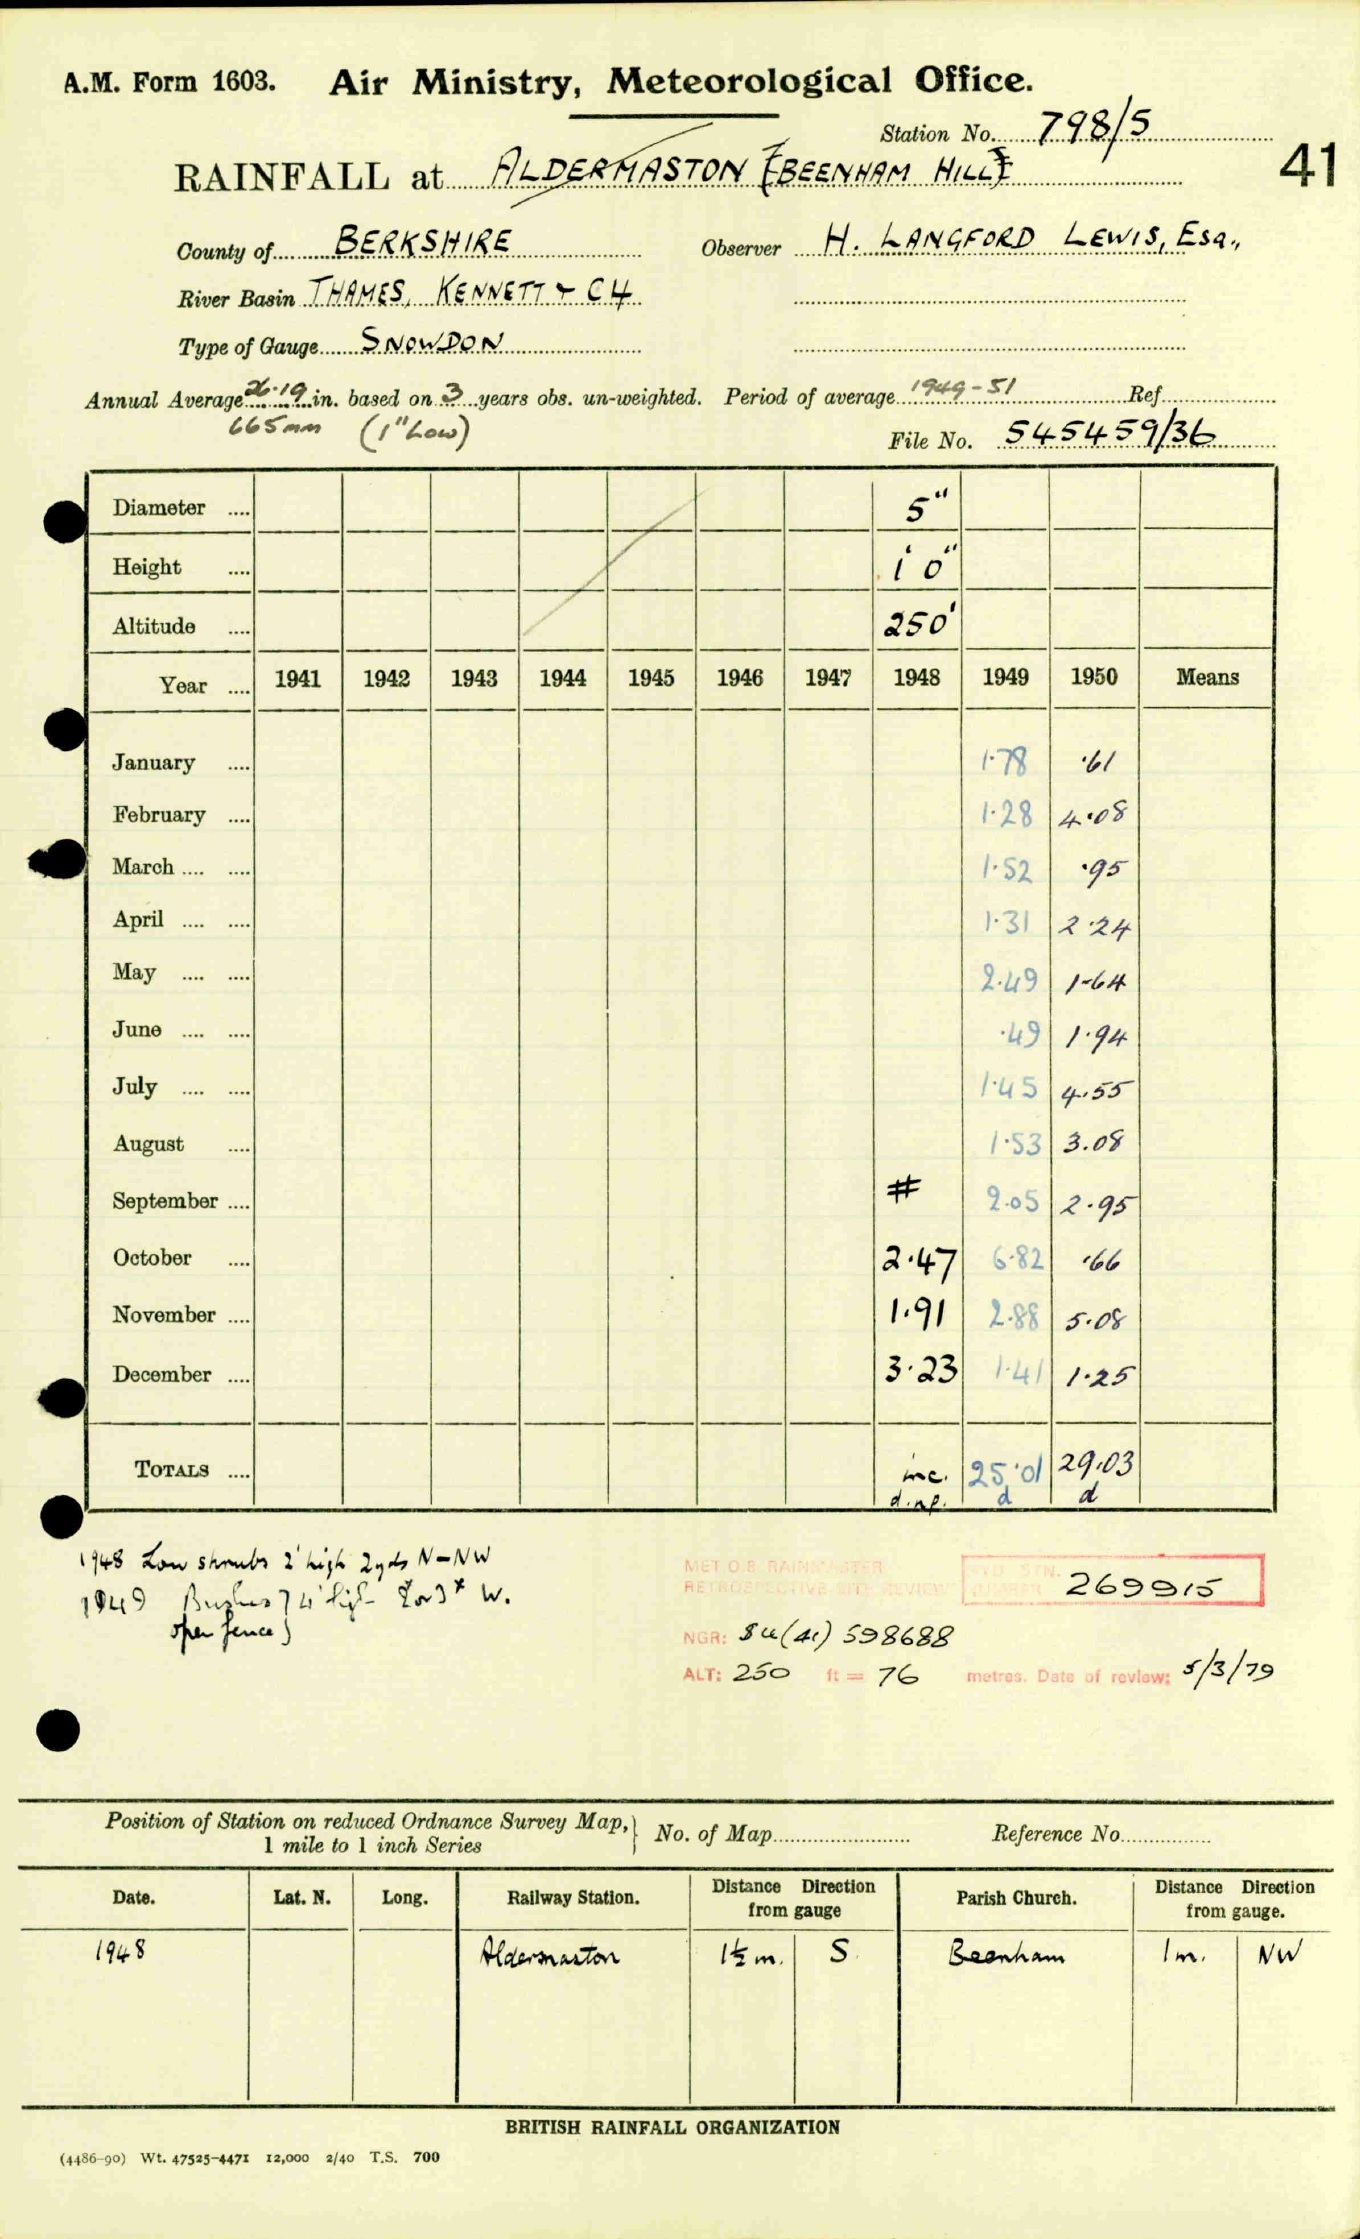 A.M. Form 1603. Air Ministry, Meteorological Office.
Station No. 798/5
41
RAINFALL at ALDERMASTON [BEENHAM HILL]
County of BERKSHIRE Observer H. LANGFORD LEWIS, Esq.,
River Basin THAMES, KENNETT & C4
Type of Gauge SNOWDON
Annual Average 26.19 in. based on 3 years obs. un-weighted. Period of average 1949-51 Ref.
665mm (1" Low)
File No. 545459/36
Diameter .... 5"
Height .... 1' 0"
Altitude .... 250'
Year .... 1941 1942 1943 1944 1945 1946 1947 1948 1949 1950 Means
January .... 1.78 .61
February .... 1.28 4.08
March .... .... 1.52 .95
April .... .... 1.31 2.24
May .... .... 2.49 1.64
June .... .... .49 1.94
July .... .... 1.45 4.55
August .... 1.53 3.08
September .... # 2.05 2.95
October .... 2.47 6.82 .66
November .... 1.91 2.88 5.08
December .... 3.23 1.41 1.25
TOTALS .... inc. 25.01 29.03
d.n.p. d d
1948 Low shrubs 2' high 2yds N-NW
1949 Bushes } 4' high 2 or 3 W.
open fence }
MET O.8 RAINMASTER
RETROSPECTIVE SITE REVIEW
STN. NUMBER 269915
NGR: SU(41) 598688
ALT: 250 ft = 76 metres. Date of review: 5/3/79
Position of Station on reduced Ordnance Survey Map, } No. of Map Reference No.
1 mile to 1 inch Series
Date. Lat. N. Long. Railway Station. Distance Direction from gauge Parish Church. Distance Direction from gauge.
1948 Aldermaston 1½ m. S. Beenham 1 m. NW
BRITISH RAINFALL ORGANIZATION
(4486-90) Wt. 47525-4471 12,000 2/40 T.S. 700